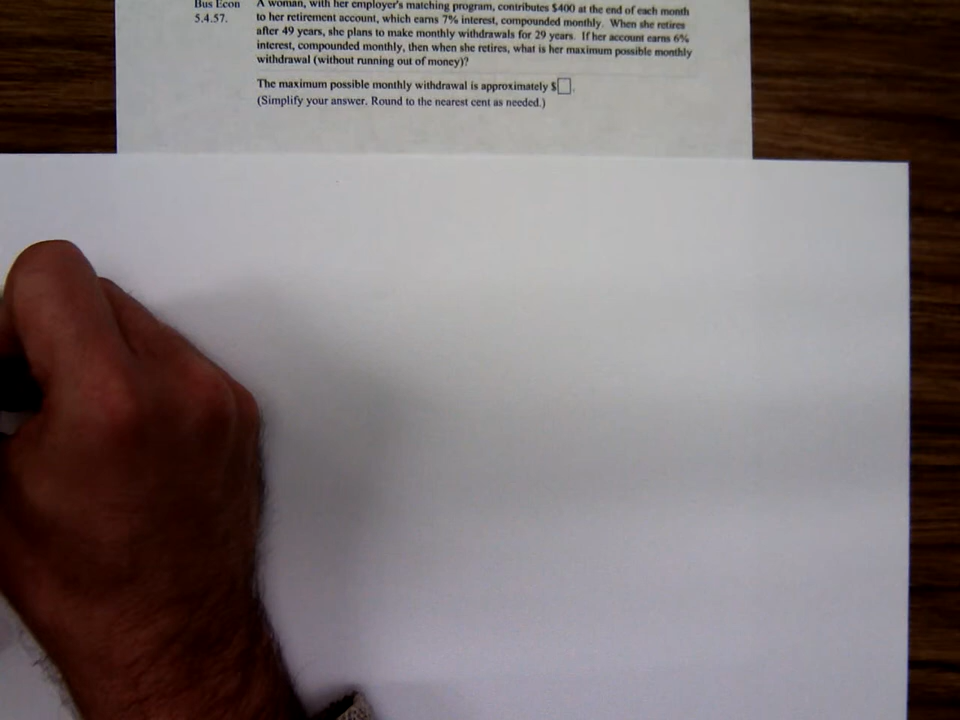 Bus Econ
5.4.57.
A woman, with her employer's matching program, contributes $400 at the end of each month
to her retirement account, which earns 7% interest, compounded monthly. When she retires
after 49 years, she plans to make monthly withdrawals for 29 years. If her account earns 6%
interest, compounded monthly, then when she retires, what is her maximum possible monthly
withdrawal (without running out of money)?
The maximum possible monthly withdrawal is approximately $□.
(Simplify your answer. Round to the nearest cent as needed.)